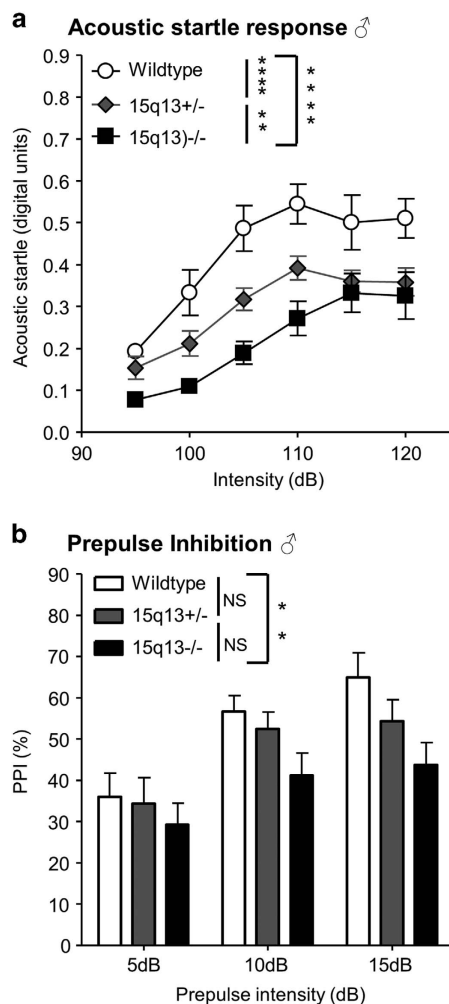 a
Acoustic startle response ♂
Acoustic startle (digital units)
0.9
0.8
0.7
0.6
0.5
0.4
0.3
0.2
0.1
0.0
Wildtype
15q13+/-
15q13)-/-
****
**
****
90
100
110
120
Intensity (dB)
b
Prepulse Inhibition ♂
PPI (%)
90
80
70
60
50
40
30
20
10
0
Wildtype
15q13+/-
15q13-/-
NS
NS
**
5dB
10dB
15dB
Prepulse intensity (dB)